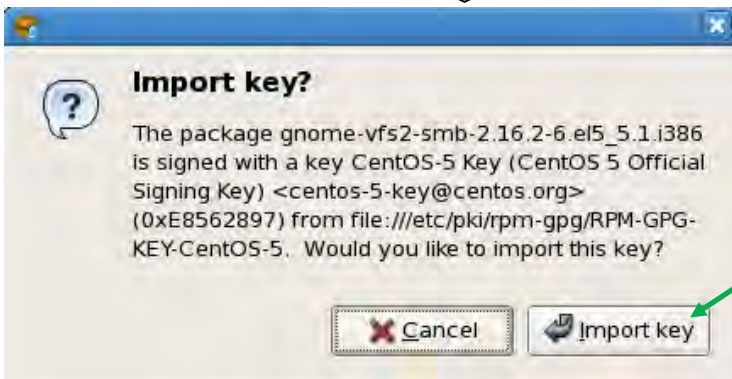 Import key?
The package gnome-vfs2-smb-2.16.2-6.el5_5.1.i386
is signed with a key CentOS-5 Key (CentOS 5 Official
Signing Key) <centos-5-key@centos.org>
(0xE8562897) from file:///etc/pki/rpm-gpg/RPM-GPG-
KEY-CentOS-5.  Would you like to import this key?
Cancel
Import key